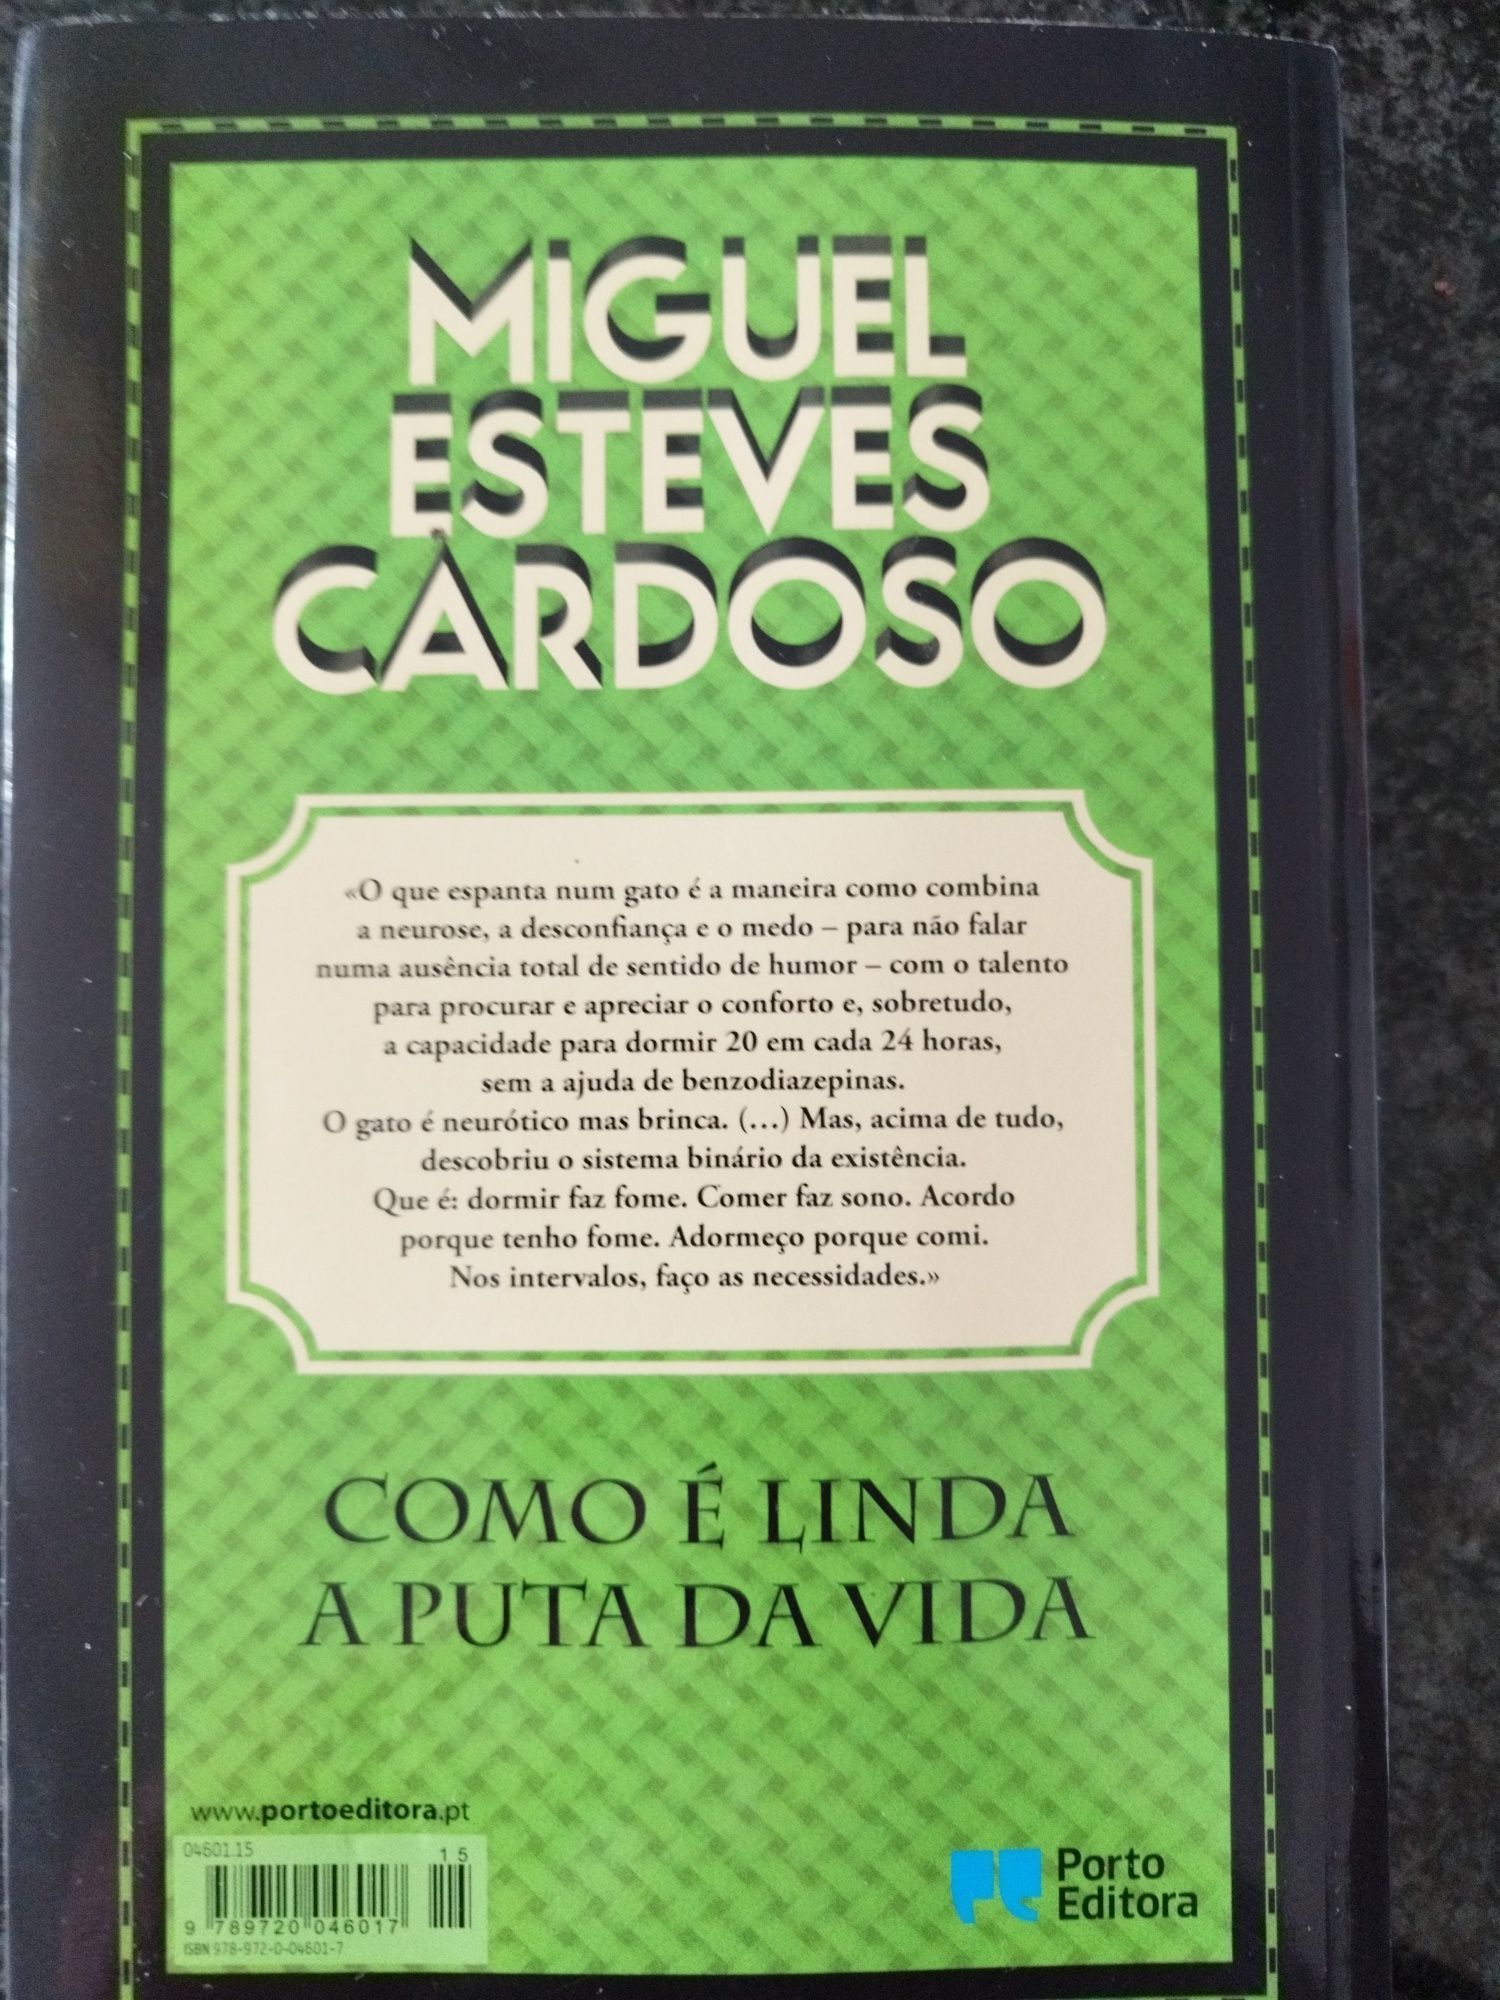 MIGUEL
ESTEVES
CARDOSO
«O que espanta num gato é a maneira como combina
a neurose, a desconfiança e o medo – para não falar
numa ausência total de sentido de humor – com o talento
para procurar e apreciar o conforto e, sobretudo,
a capacidade para dormir 20 em cada 24 horas,
sem a ajuda de benzodiazepinas.
O gato é neurótico mas brinca. (...) Mas, acima de tudo,
descobriu o sistema binário da existência.
Que é: dormir faz fome. Comer faz sono. Acordo
porque tenho fome. Adormeço porque comi.
Nos intervalos, faço as necessidades.»
COMO É LINDA
A PUTA DA VIDA
www.portoeditora.pt
04601.15
15
9 789720 046017
ISBN 978-972-0-04601-7
Porto
Editora